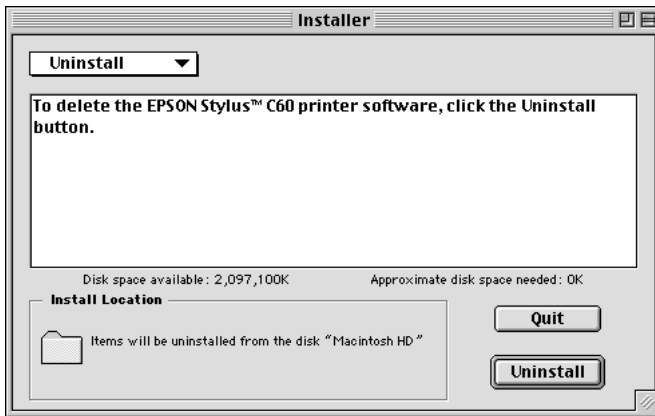 Installer
Uninstall
To delete the EPSON Stylus™ C60 printer software, click the Uninstall
button.
Disk space available: 2,097,100K
Approximate disk space needed: 0K
Install Location
Items will be uninstalled from the disk “Macintosh HD”
Quit
Uninstall